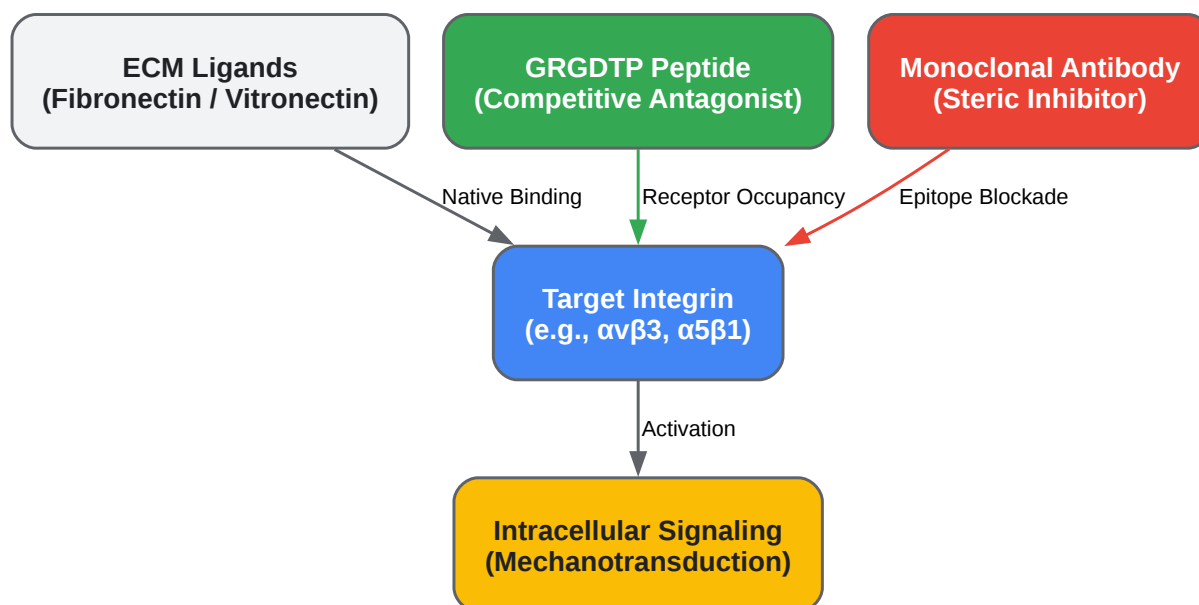 ECM Ligands
(Fibronectin / Vitronectin)
GRGDTP Peptide
(Competitive Antagonist)
Monoclonal Antibody
(Steric Inhibitor)
Native Binding
Receptor Occupancy
Epitope Blockade
Target Integrin
(e.g., αvβ3, α5β1)
Activation
Intracellular Signaling
(Mechanotransduction)